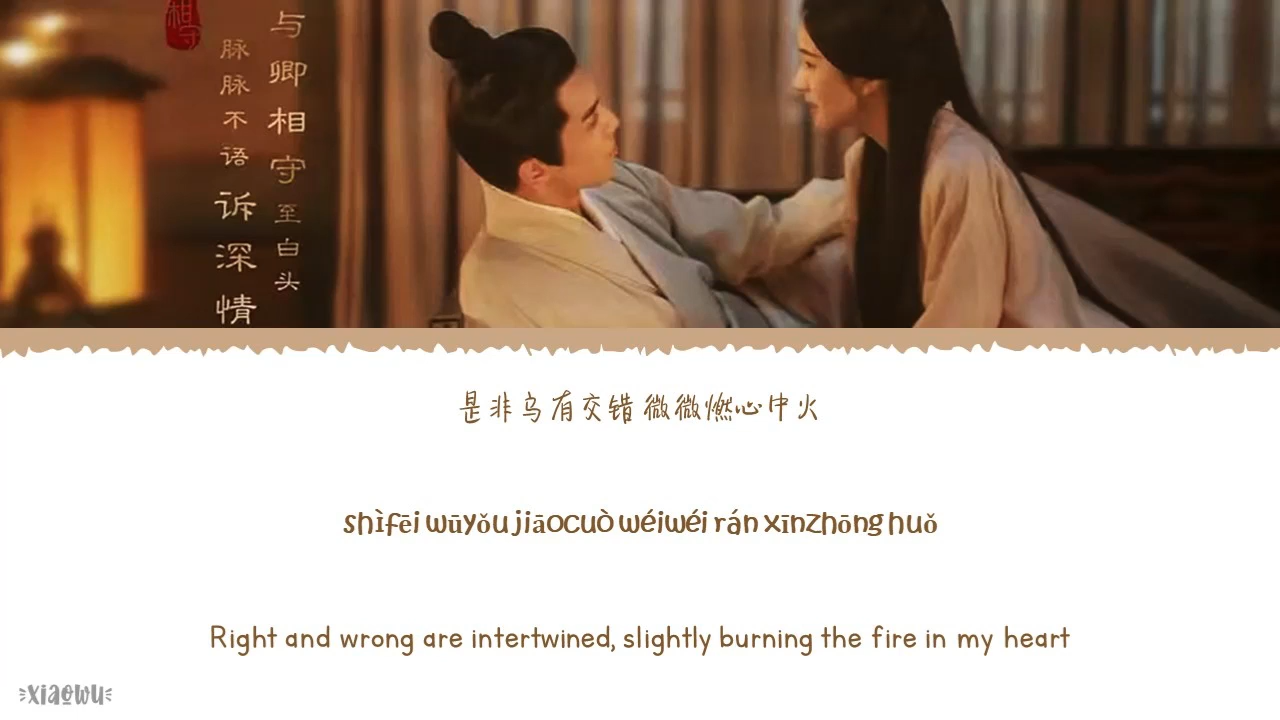 相守
与卿相守至白头
脉脉不语诉深情
是非乌有交错 微微燃心中火
shìfēi wūyǒu jiāocuò wéiwéi rán xīnzhōng huǒ
Right and wrong are intertwined, slightly burning the fire in my heart
xiaowu